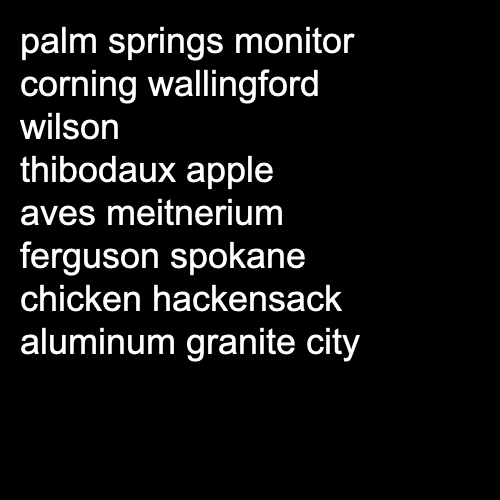 palm springs monitor
corning wallingford
wilson
thibodaux apple
aves meitnerium
ferguson spokane
chicken hackensack
aluminum granite city